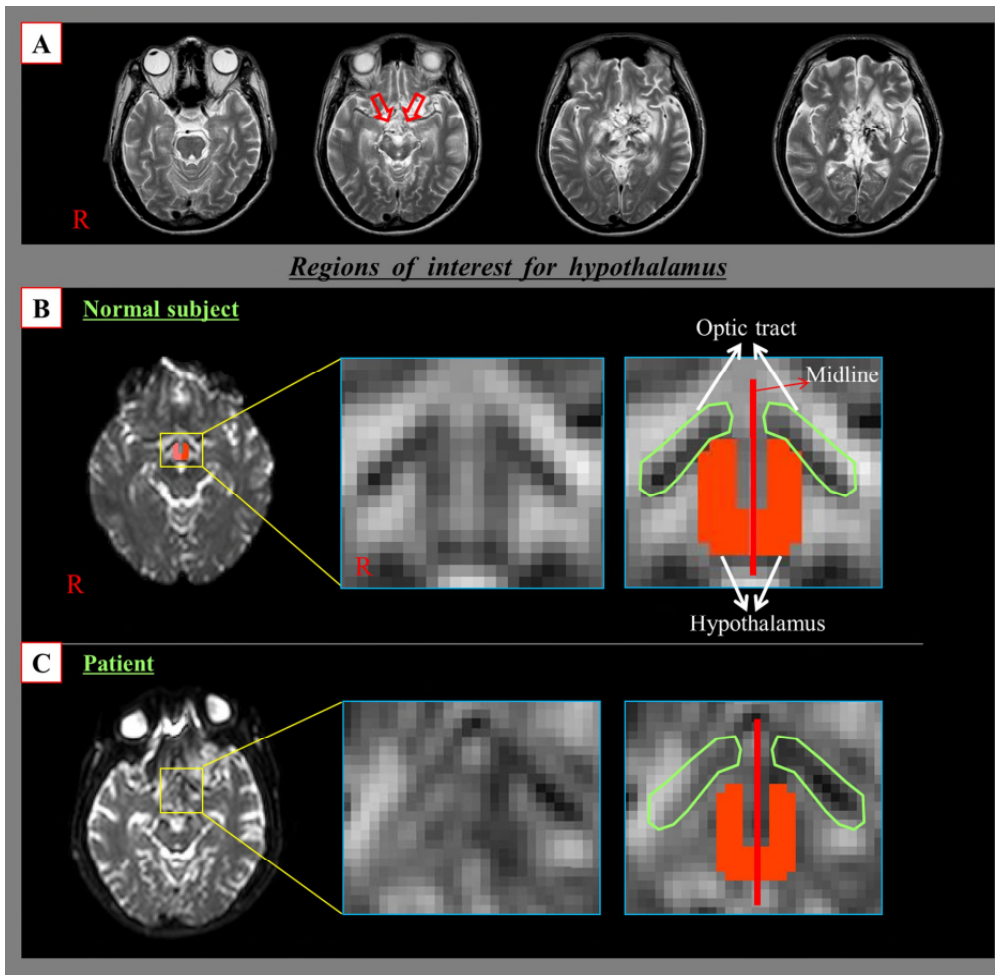 A
R
Regions of interest for hypothalamus
B
Normal subject
Optic tract
Midline
R
R
Hypothalamus
C
Patient